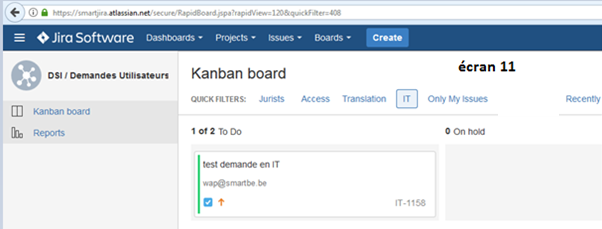 https://smartjira.atlassian.net/secure/RapidBoard.jspa?rapidView=120&quickFilter=408
Jira Software Dashboards Projects Issues Boards Create
DSI / Demandes Utilisateurs
Kanban board
Reports
Kanban board
écran 11
QUICK FILTERS: Jurists Access Translation IT Only My Issues Recently
1 of 2 To Do
0 On hold
test demande en IT
wap@smartbe.be
IT-1158